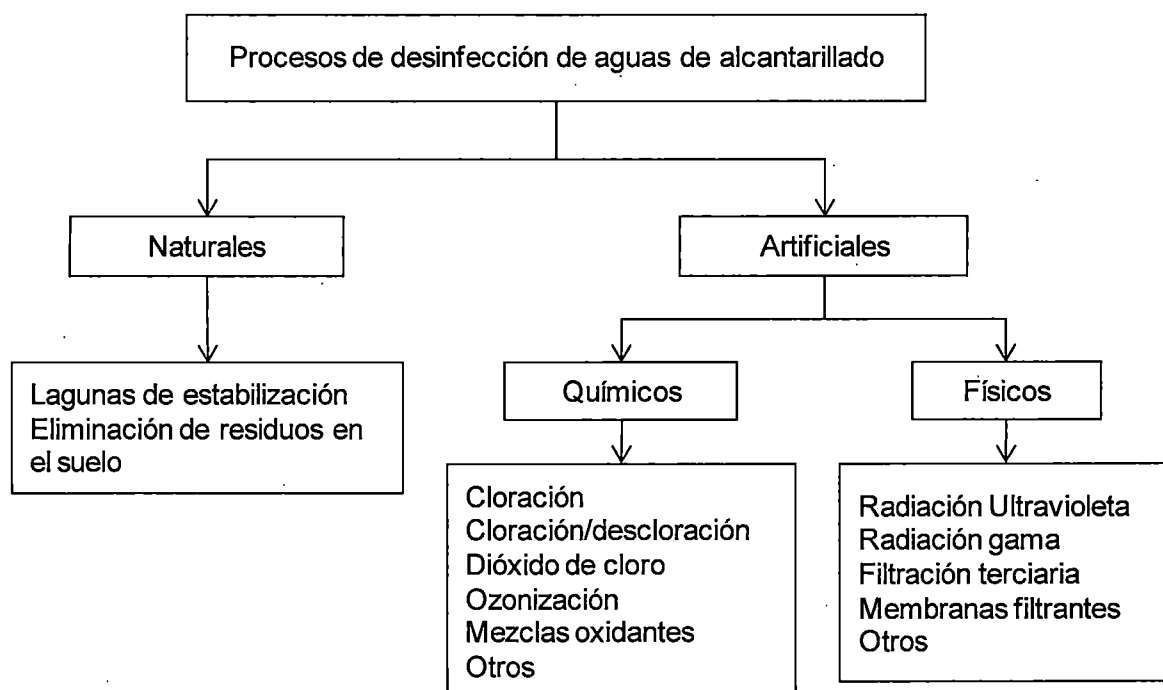 Procesos de desinfección de aguas de alcantarillado
Naturales
Artificiales
Lagunas de estabilización
Eliminación de residuos en
el suelo
Químicos
Físicos
Cloración
Cloración/descloración
Dióxido de cloro
Ozonización
Mezclas oxidantes
Otros
Radiación Ultravioleta
Radiación gama
Filtración terciaria
Membranas filtrantes
Otros